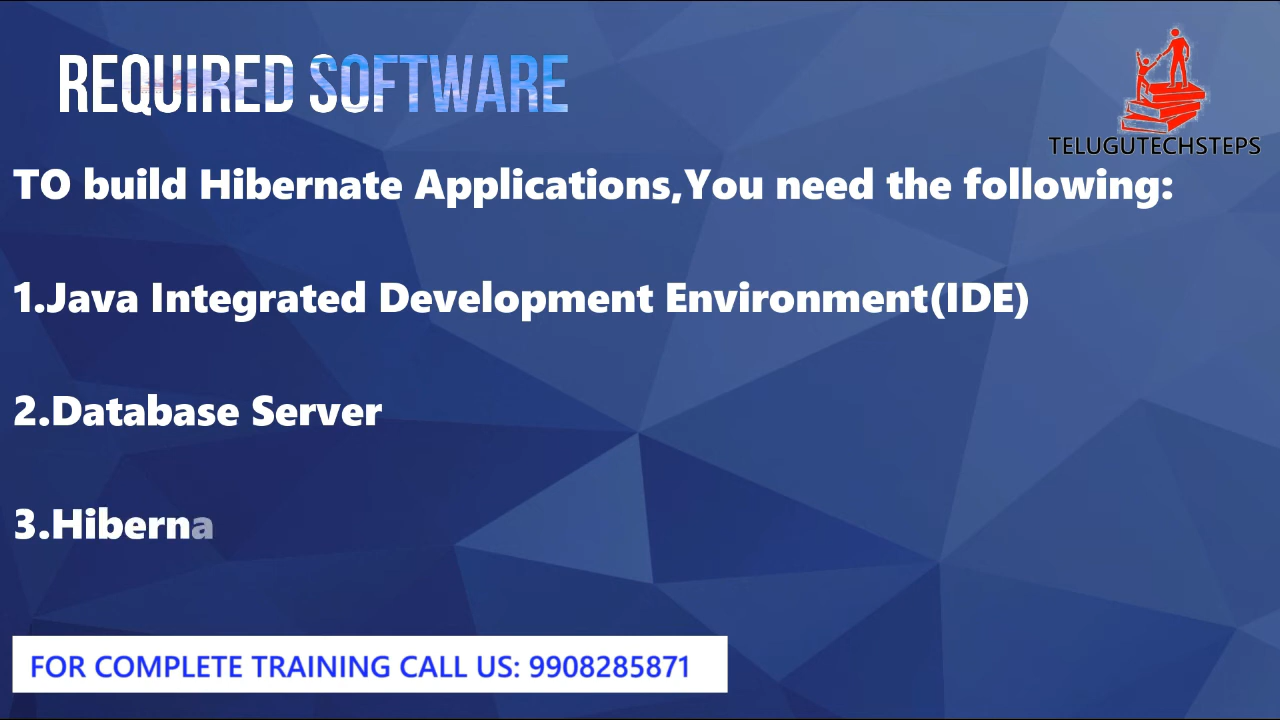 REQUIRED SOFTWARE
TELUGUTECHSTEPS
TO build Hibernate Applications,You need the following:
1.Java Integrated Development Environment(IDE)
2.Database Server
3.Hiberna
FOR COMPLETE TRAINING CALL US: 9908285871